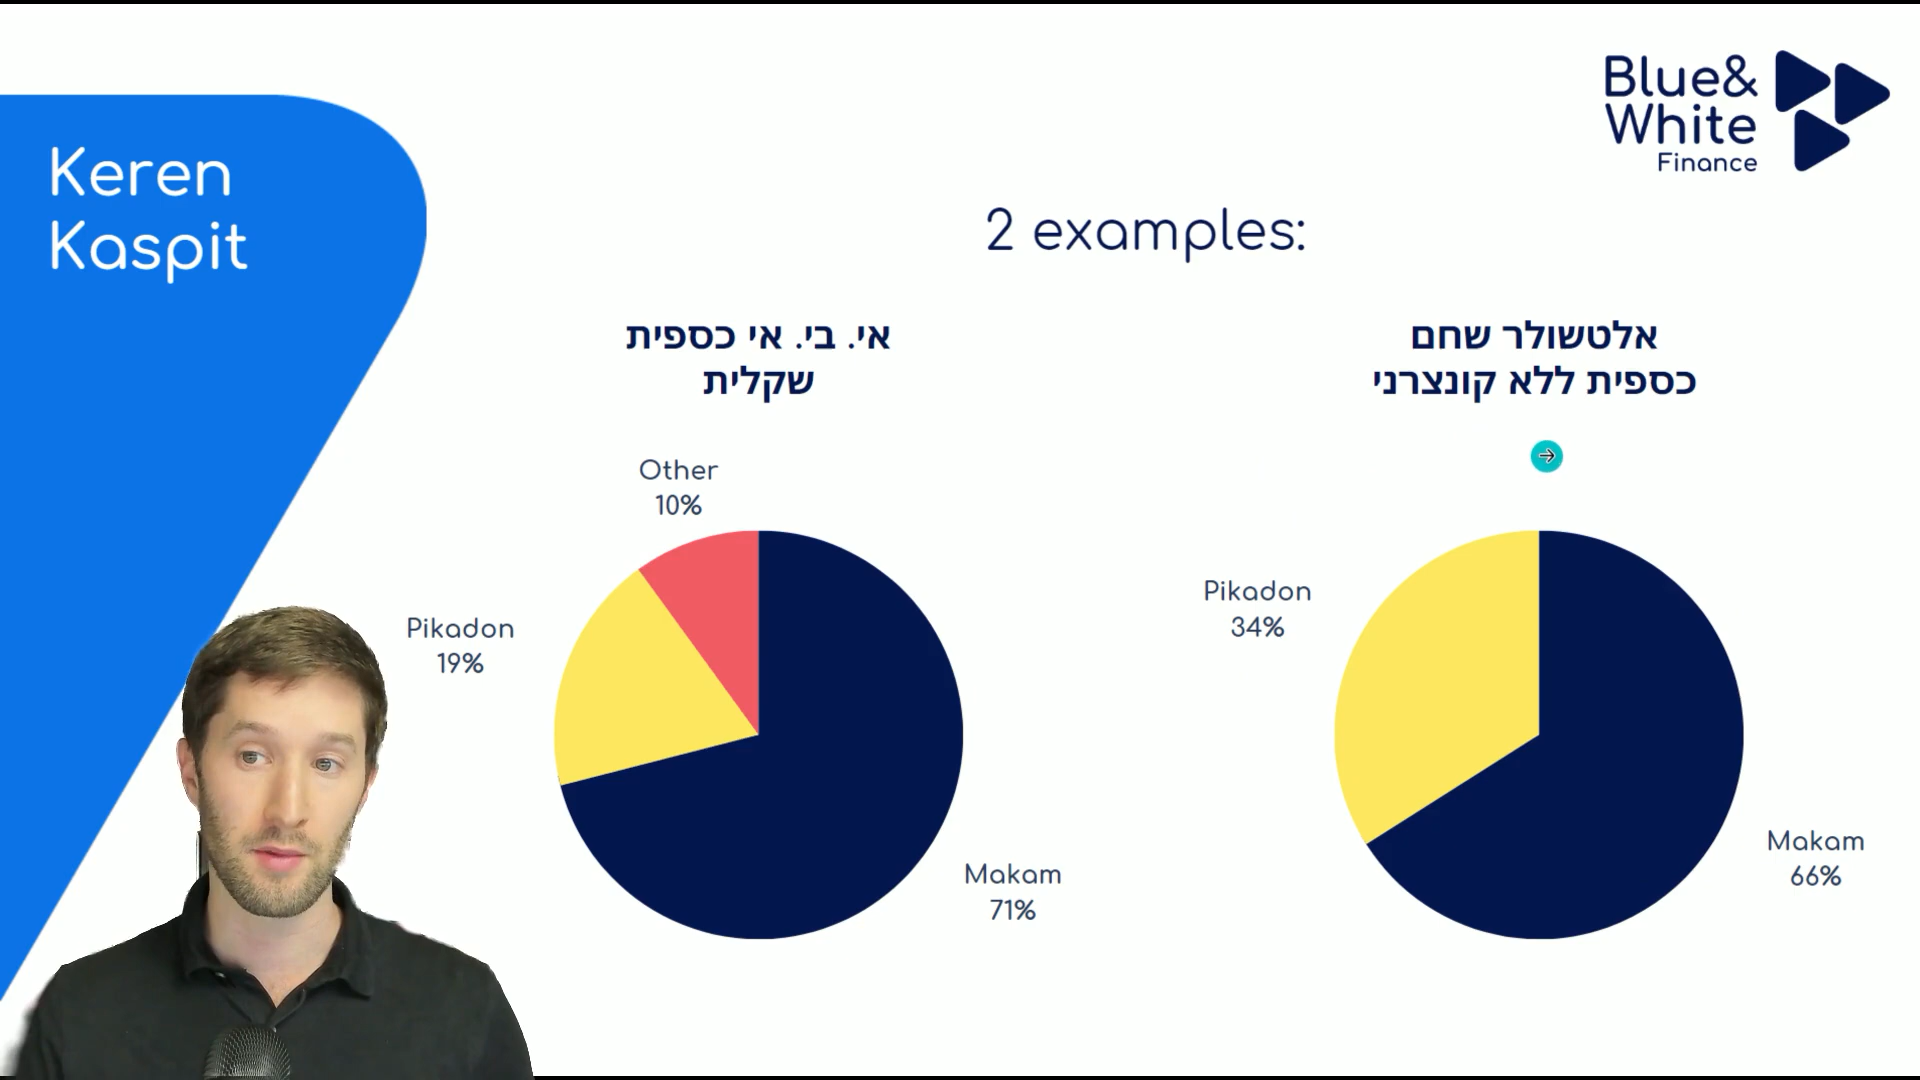 Keren
Kaspit
Blue&
White
Finance
2 examples:
אי. בי. אי כספית
שקלית
Other
10%
Pikadon
19%
Makam
71%
אלטשולר שחם
כספית ללא קונצרני
Pikadon
34%
Makam
66%